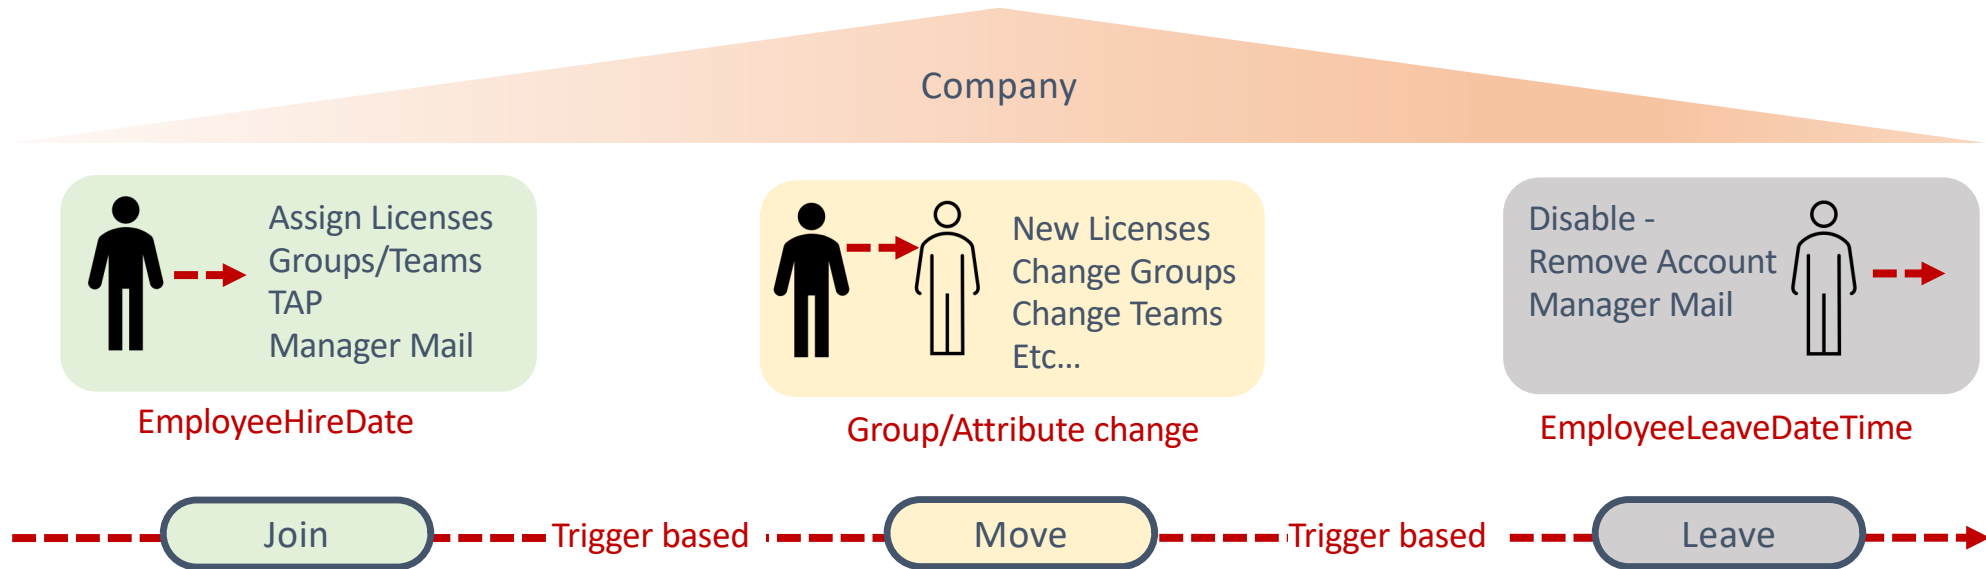 Company
Assign Licenses
Groups/Teams
TAP
Manager Mail
EmployeeHireDate
New Licenses
Change Groups
Change Teams
Etc...
Group/Attribute change
Disable -
Remove Account
Manager Mail
EmployeeLeaveDateTime
Join
Trigger based
Move
Trigger based
Leave